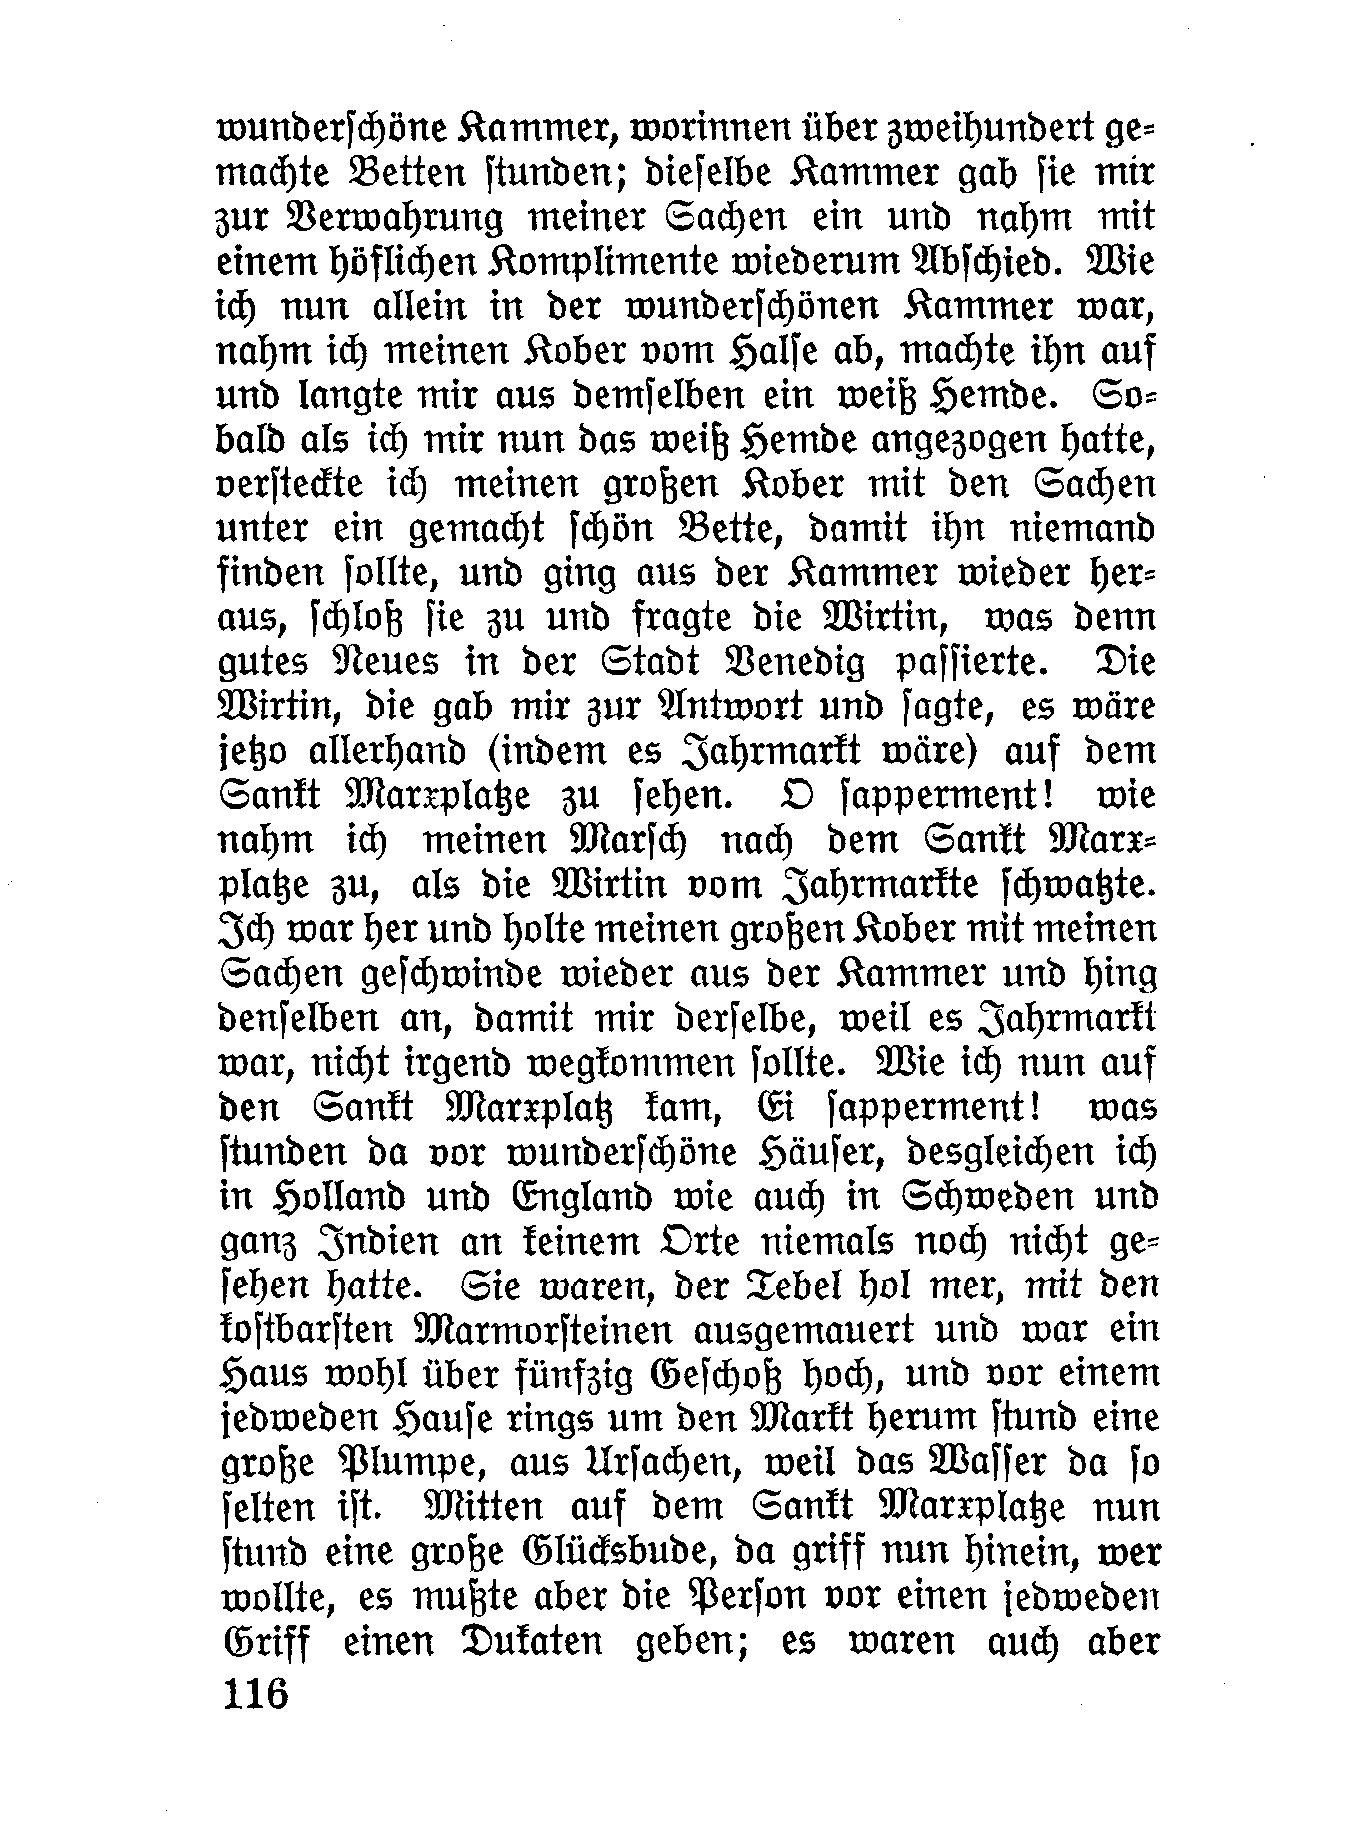 wunderſchöne Kammer, worinnen über zweihundert ge⸗
machte Betten ſtunden; dieſelbe Kammer gab ſie mir
zur Verwahrung meiner Sachen ein und nahm mit
einem höflichen Komplimente wiederum Abſchied. Wie
ich nun allein in der wunderſchönen Kammer war,
nahm ich meinen Kober vom Halſe ab, machte ihn auf
und langte mir aus demſelben ein weiß Hemde. So⸗
bald als ich mir nun das weiß Hemde angezogen hatte,
verſteckte ich meinen großen Kober mit den Sachen
unter ein gemacht ſchön Bette, damit ihn niemand
finden ſollte, und ging aus der Kammer wieder her⸗
aus, ſchloß ſie zu und fragte die Wirtin, was denn
gutes Neues in der Stadt Venedig paſſierte. Die
Wirtin, die gab mir zur Antwort und ſagte, es wäre
jetzo allerhand (indem es Jahrmarkt wäre) auf dem
Sankt Marxplatze zu ſehen. O ſapperment! wie
nahm ich meinen Marſch nach dem Sankt Marx⸗
platze zu, als die Wirtin vom Jahrmarkte ſchwatzte.
Ich war her und holte meinen großen Kober mit meinen
Sachen geſchwinde wieder aus der Kammer und hing
denſelben an, damit mir derſelbe, weil es Jahrmarkt
war, nicht irgend wegkommen ſollte. Wie ich nun auf
den Sankt Marxplatz kam, Ei ſapperment! was
ſtunden da vor wunderſchöne Häuſer, desgleichen ich
in Holland und England wie auch in Schweden und
ganz Indien an keinem Orte niemals noch nicht ge⸗
ſehen hatte. Sie waren, der Tebel hol mer, mit den
koſtbarſten Marmorſteinen ausgemauert und war ein
Haus wohl über fünfzig Geſchoß hoch, und vor einem
jedweden Hauſe rings um den Markt herum ſtund eine
große Plumpe, aus Urſachen, weil das Waſſer da ſo
ſelten iſt. Mitten auf dem Sankt Marxplatze nun
ſtund eine große Glücksbude, da griff nun hinein, wer
wollte, es mußte aber die Perſon vor einen jedweden
Griff einen Dukaten geben; es waren auch aber
116